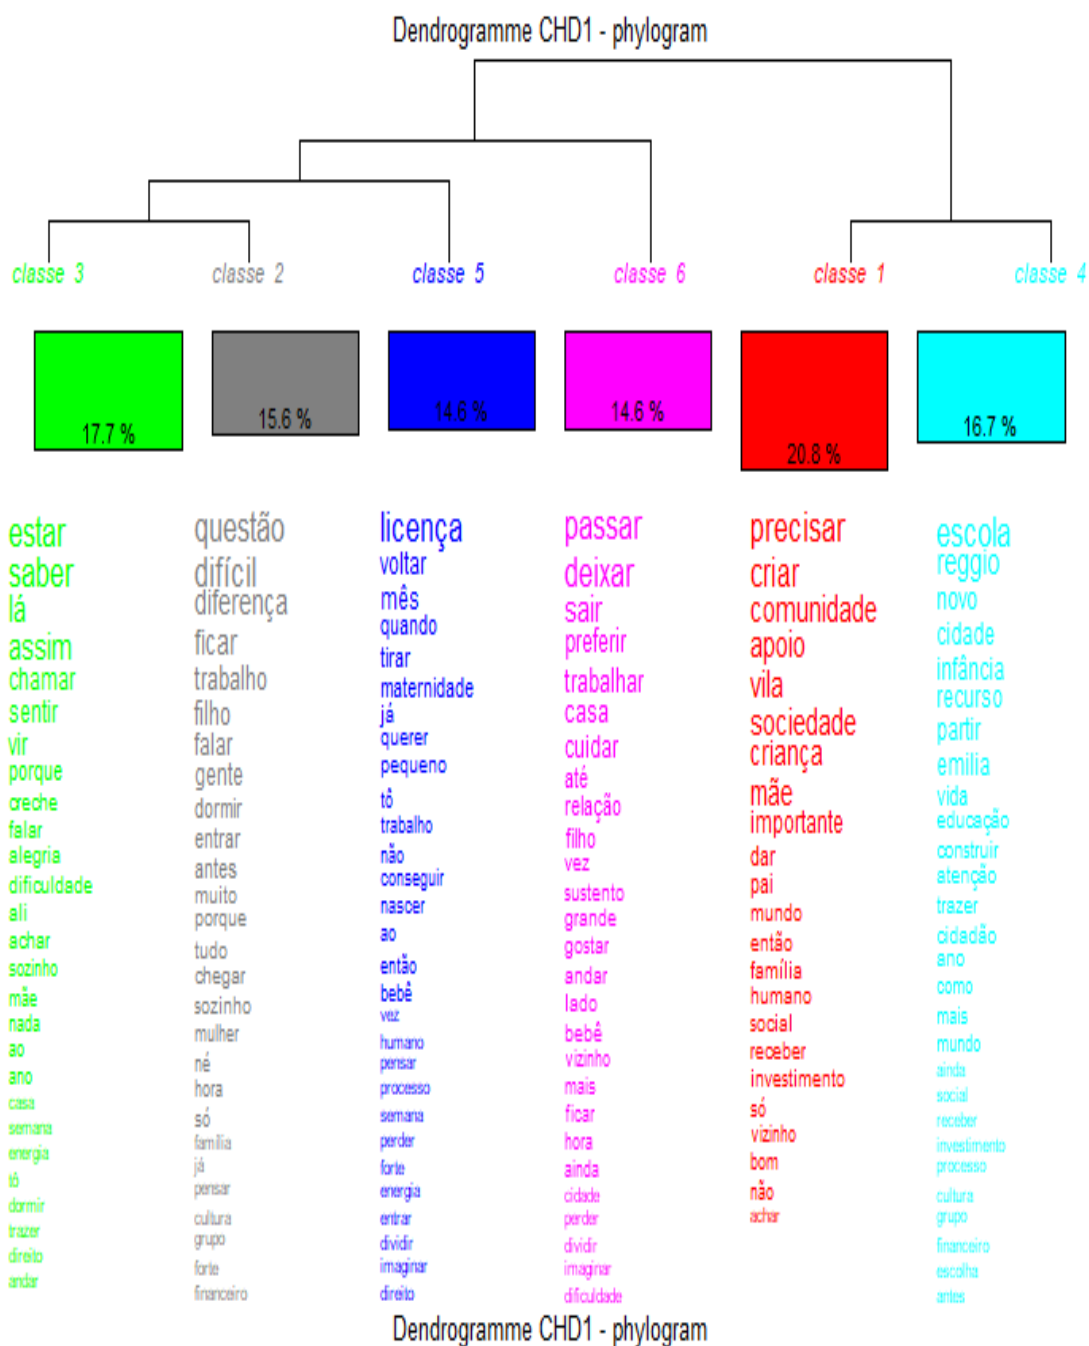 Dendrogramme CHD1 - phylogram
classe 3
classe 2
classe 5
classe 6
classe 1
classe 4
17.7 %
15.6 %
14.6 %
14.6 %
20.8 %
16.7 %
estar
saber
lá
assim
chamar
sentir
vir
porque
creche
falar
alegria
dificuldade
ali
achar
sozinho
mãe
nada
ao
ano
casa
semana
energia
tô
dormir
trazer
direito
andar
questão
difícil
diferença
ficar
trabalho
filho
falar
gente
dormir
entrar
antes
muito
porque
tudo
chegar
sozinho
mulher
né
hora
só
família
já
pensar
cultura
grupo
forte
financeiro
licença
voltar
mês
quando
tirar
maternidade
já
querer
pequeno
tô
trabalho
não
conseguir
nascer
ao
então
bebê
vez
humano
pensar
processo
semana
perder
forte
energia
entrar
dividir
imaginar
direito
passar
deixar
sair
preferir
trabalhar
casa
cuidar
até
relação
filho
vez
sustento
grande
gostar
andar
lado
bebê
vizinho
mais
ficar
hora
ainda
cidade
perder
dividir
imaginar
dificuldade
precisar
criar
comunidade
apoio
vila
sociedade
criança
mãe
importante
dar
pai
mundo
então
família
humano
social
receber
investimento
só
vizinho
bom
não
achar
escola
reggio
novo
cidade
infância
recurso
partir
emilia
vida
educação
construir
atenção
trazer
cidadão
ano
como
mais
mundo
ainda
social
receber
investimento
processo
cultura
grupo
financeiro
escolha
antes
Dendrogramme CHD1 - phylogram